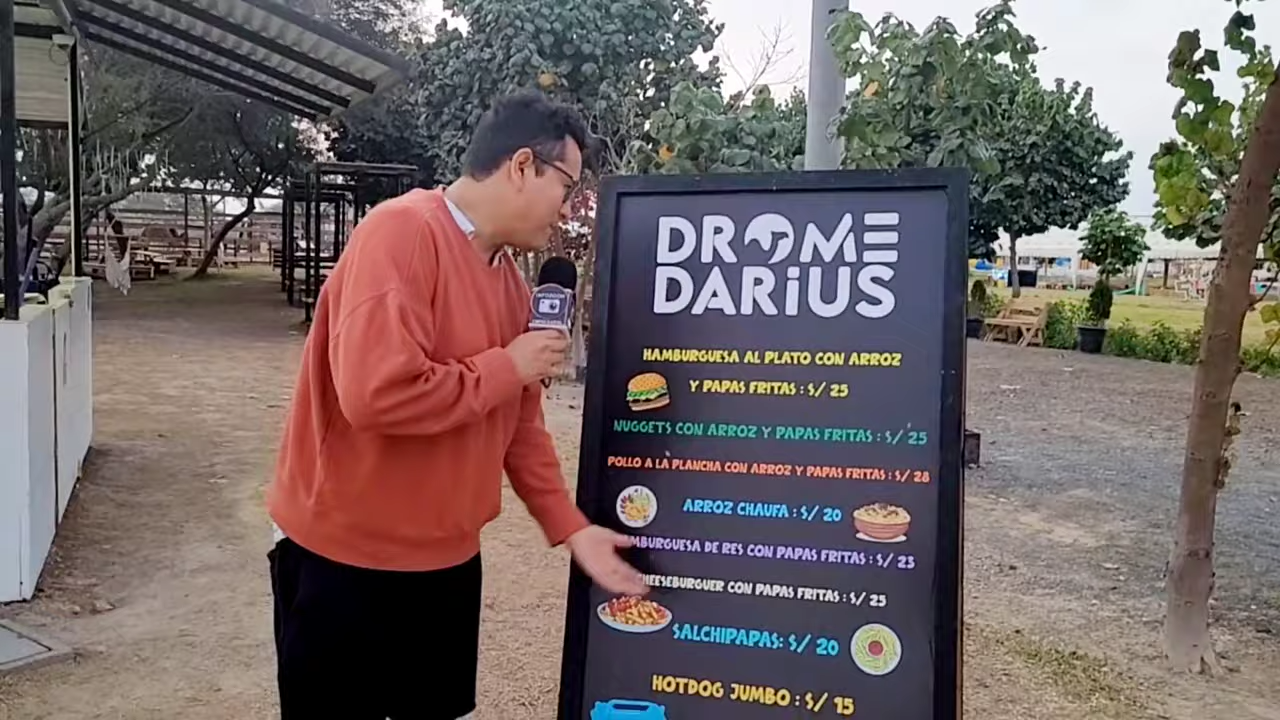 DROME
DARiUS
HAMBURGUESA AL PLATO CON ARROZ
Y PAPAS FRITAS : S/ 25
NUGGETS CON ARROZ Y PAPAS FRITAS : S/ 25
POLLO A LA PLANCHA CON ARROZ Y PAPAS FRITAS : S/ 28
ARROZ CHAUFA : S/ 20
MBURGUESA DE RES CON PAPAS FRITAS : S/ 23
HEESEBURGUER CON PAPAS FRITAS : S/ 25
SALCHIPAPAS: S/ 20
HOTDOG JUMBO : S/ 15